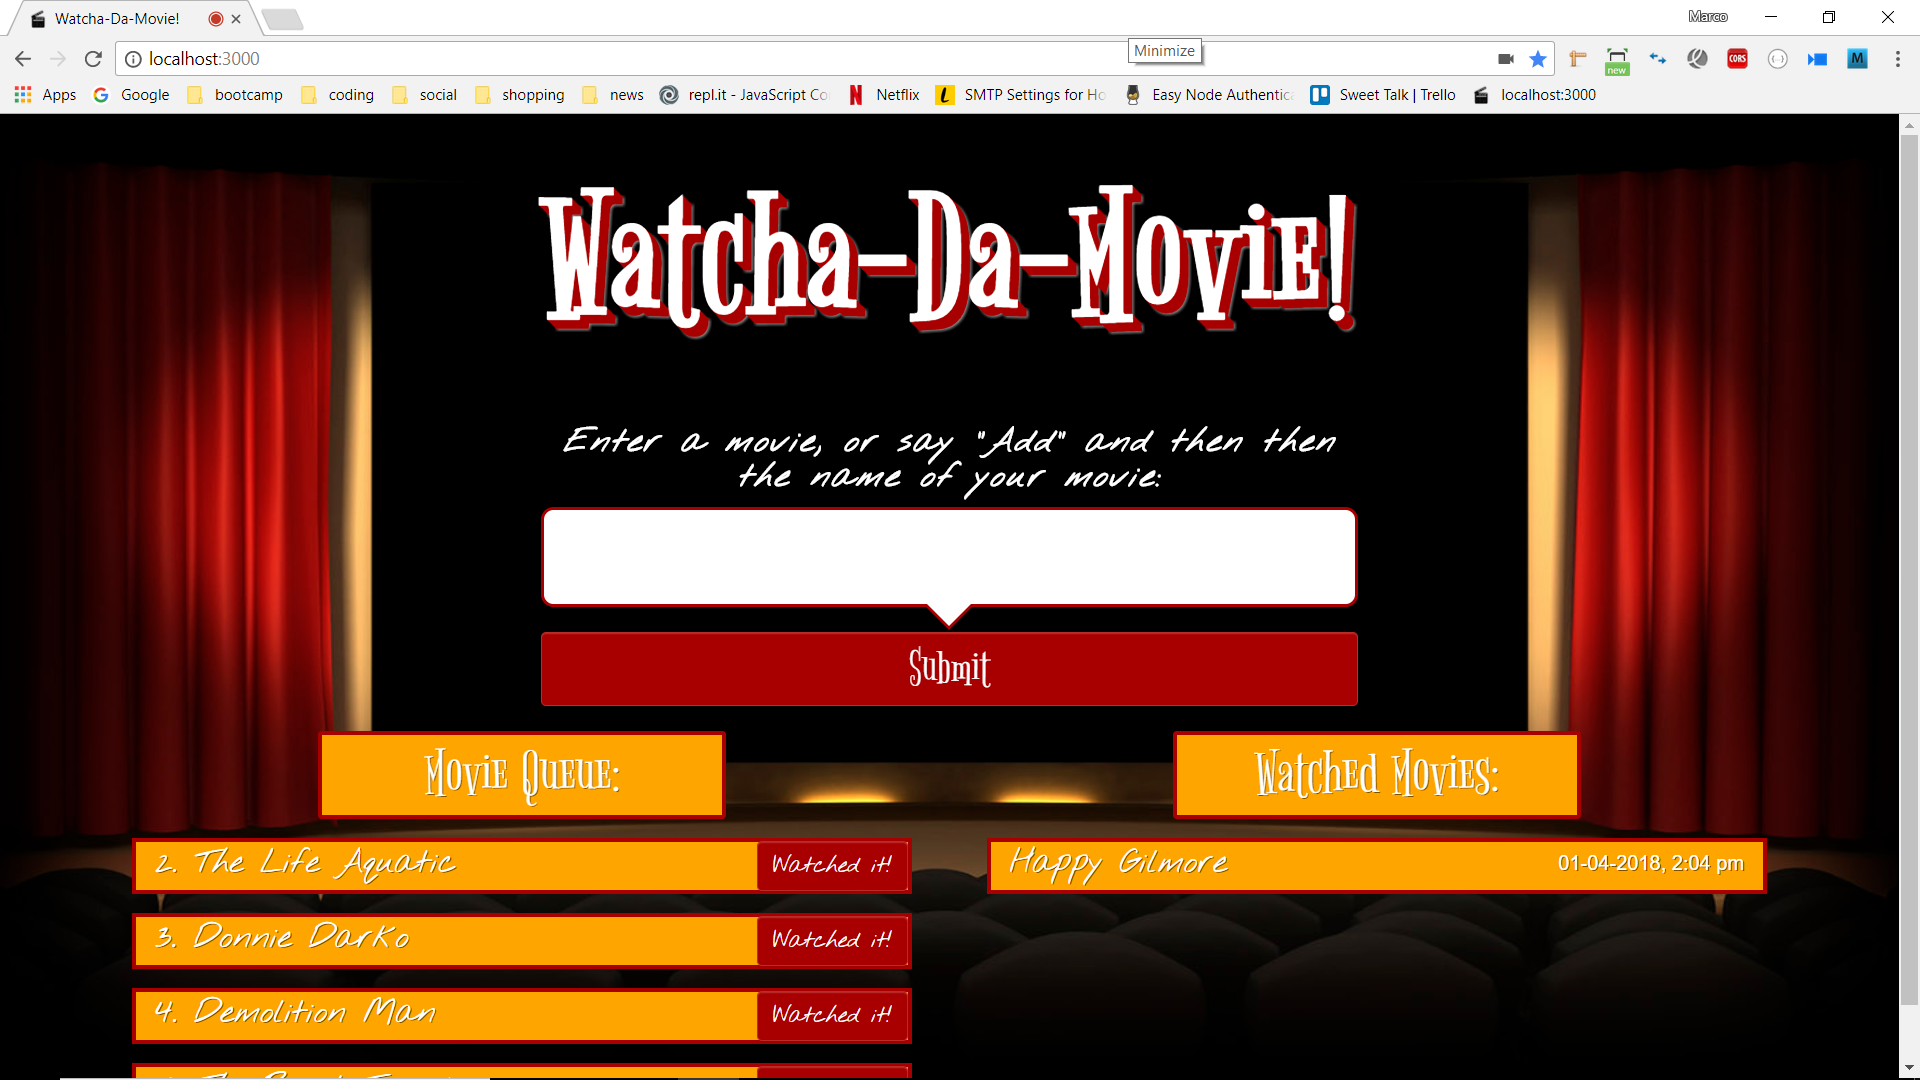 Watcha-Da-Movie!
Marco
localhost:3000
Minimize
new
CORS
M
Apps
Google
bootcamp
coding
social
shopping
news
repl.it - JavaScript Co
Netflix
SMTP Settings for Ho
Easy Node Authentica
Sweet Talk | Trello
localhost:3000
Watcha-Da-Movie!
Enter a movie, or say "Add" and then then
the name of your movie:
Submit
Movie Queue:
Watched Movies:
2. The Life Aquatic
Watched it!
Happy Gilmore
01-04-2018, 2:04 pm
3. Donnie Darko
Watched it!
4. Demolition Man
Watched it!